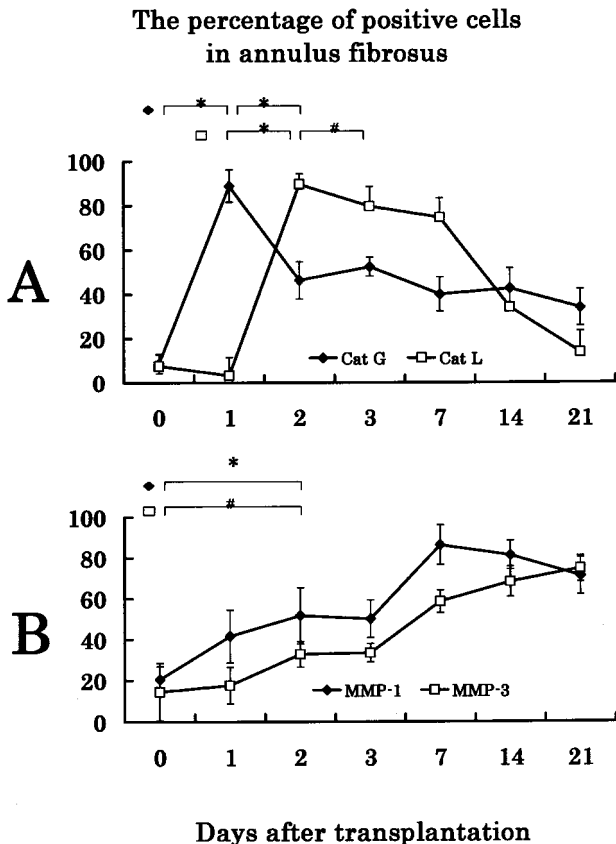 The percentage of positive cells
in annulus fibrosus
* *
* #
A
100
80
60
40
20
0
Cat G Cat L
0 1 2 3 7 14 21
*
#
B
100
80
60
40
20
0
MMP-1 MMP-3
0 1 2 3 7 14 21
Days after transplantation